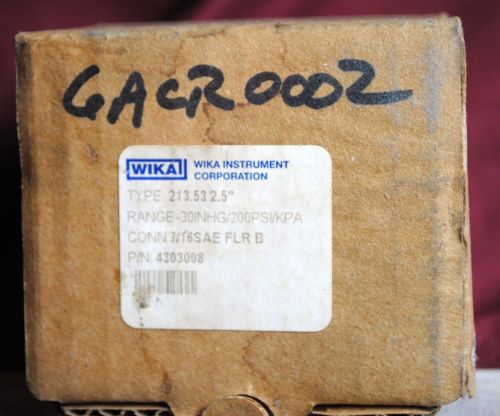 GACR0002
WIKA
WIKA INSTRUMENT
CORPORATION
TYPE: 213.53 2.5"
RANGE-30INHG/200PSI/KPA
CONN 7/16SAE FLR B
P/N: 4303008